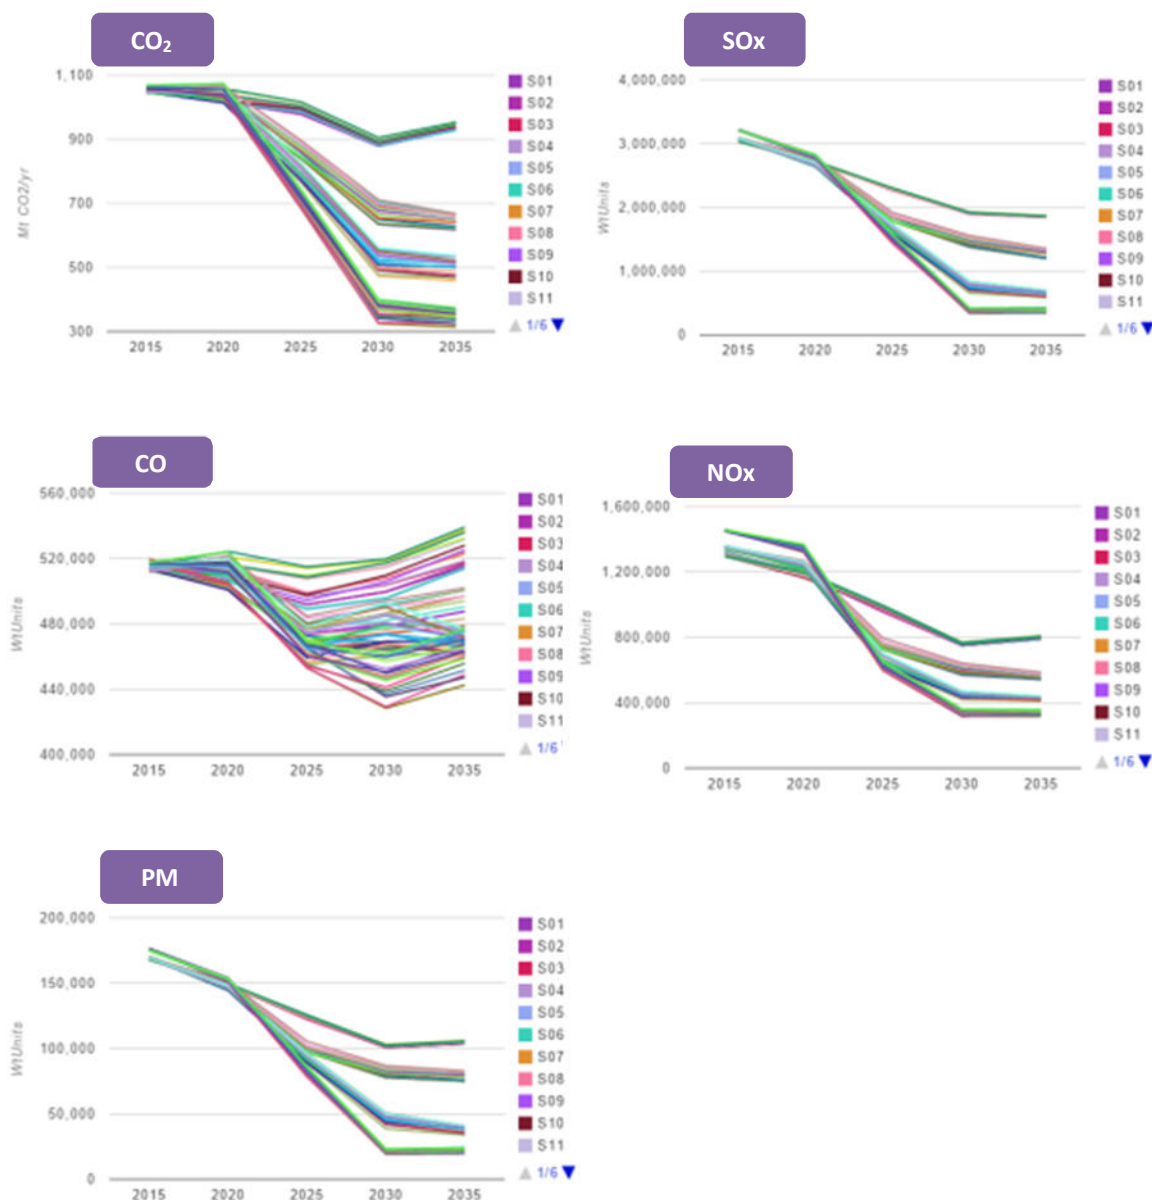 CO₂
Mt CO2/yr
1,100
900
700
500
300
2015 2020 2025 2030 2035
S01
S02
S03
S04
S05
S06
S07
S08
S09
S10
S11
1/6
SOx
WtUnits
4,000,000
3,000,000
2,000,000
1,000,000
0
2015 2020 2025 2030 2035
S01
S02
S03
S04
S05
S06
S07
S08
S09
S10
S11
1/6
CO
WtUnits
560,000
520,000
480,000
440,000
400,000
2015 2020 2025 2030 2035
S01
S02
S03
S04
S05
S06
S07
S08
S09
S10
S11
1/6
NOx
WtUnits
1,600,000
1,200,000
800,000
400,000
0
2015 2020 2025 2030 2035
S01
S02
S03
S04
S05
S06
S07
S08
S09
S10
S11
1/6
PM
WtUnits
200,000
150,000
100,000
50,000
0
2015 2020 2025 2030 2035
S01
S02
S03
S04
S05
S06
S07
S08
S09
S10
S11
1/6